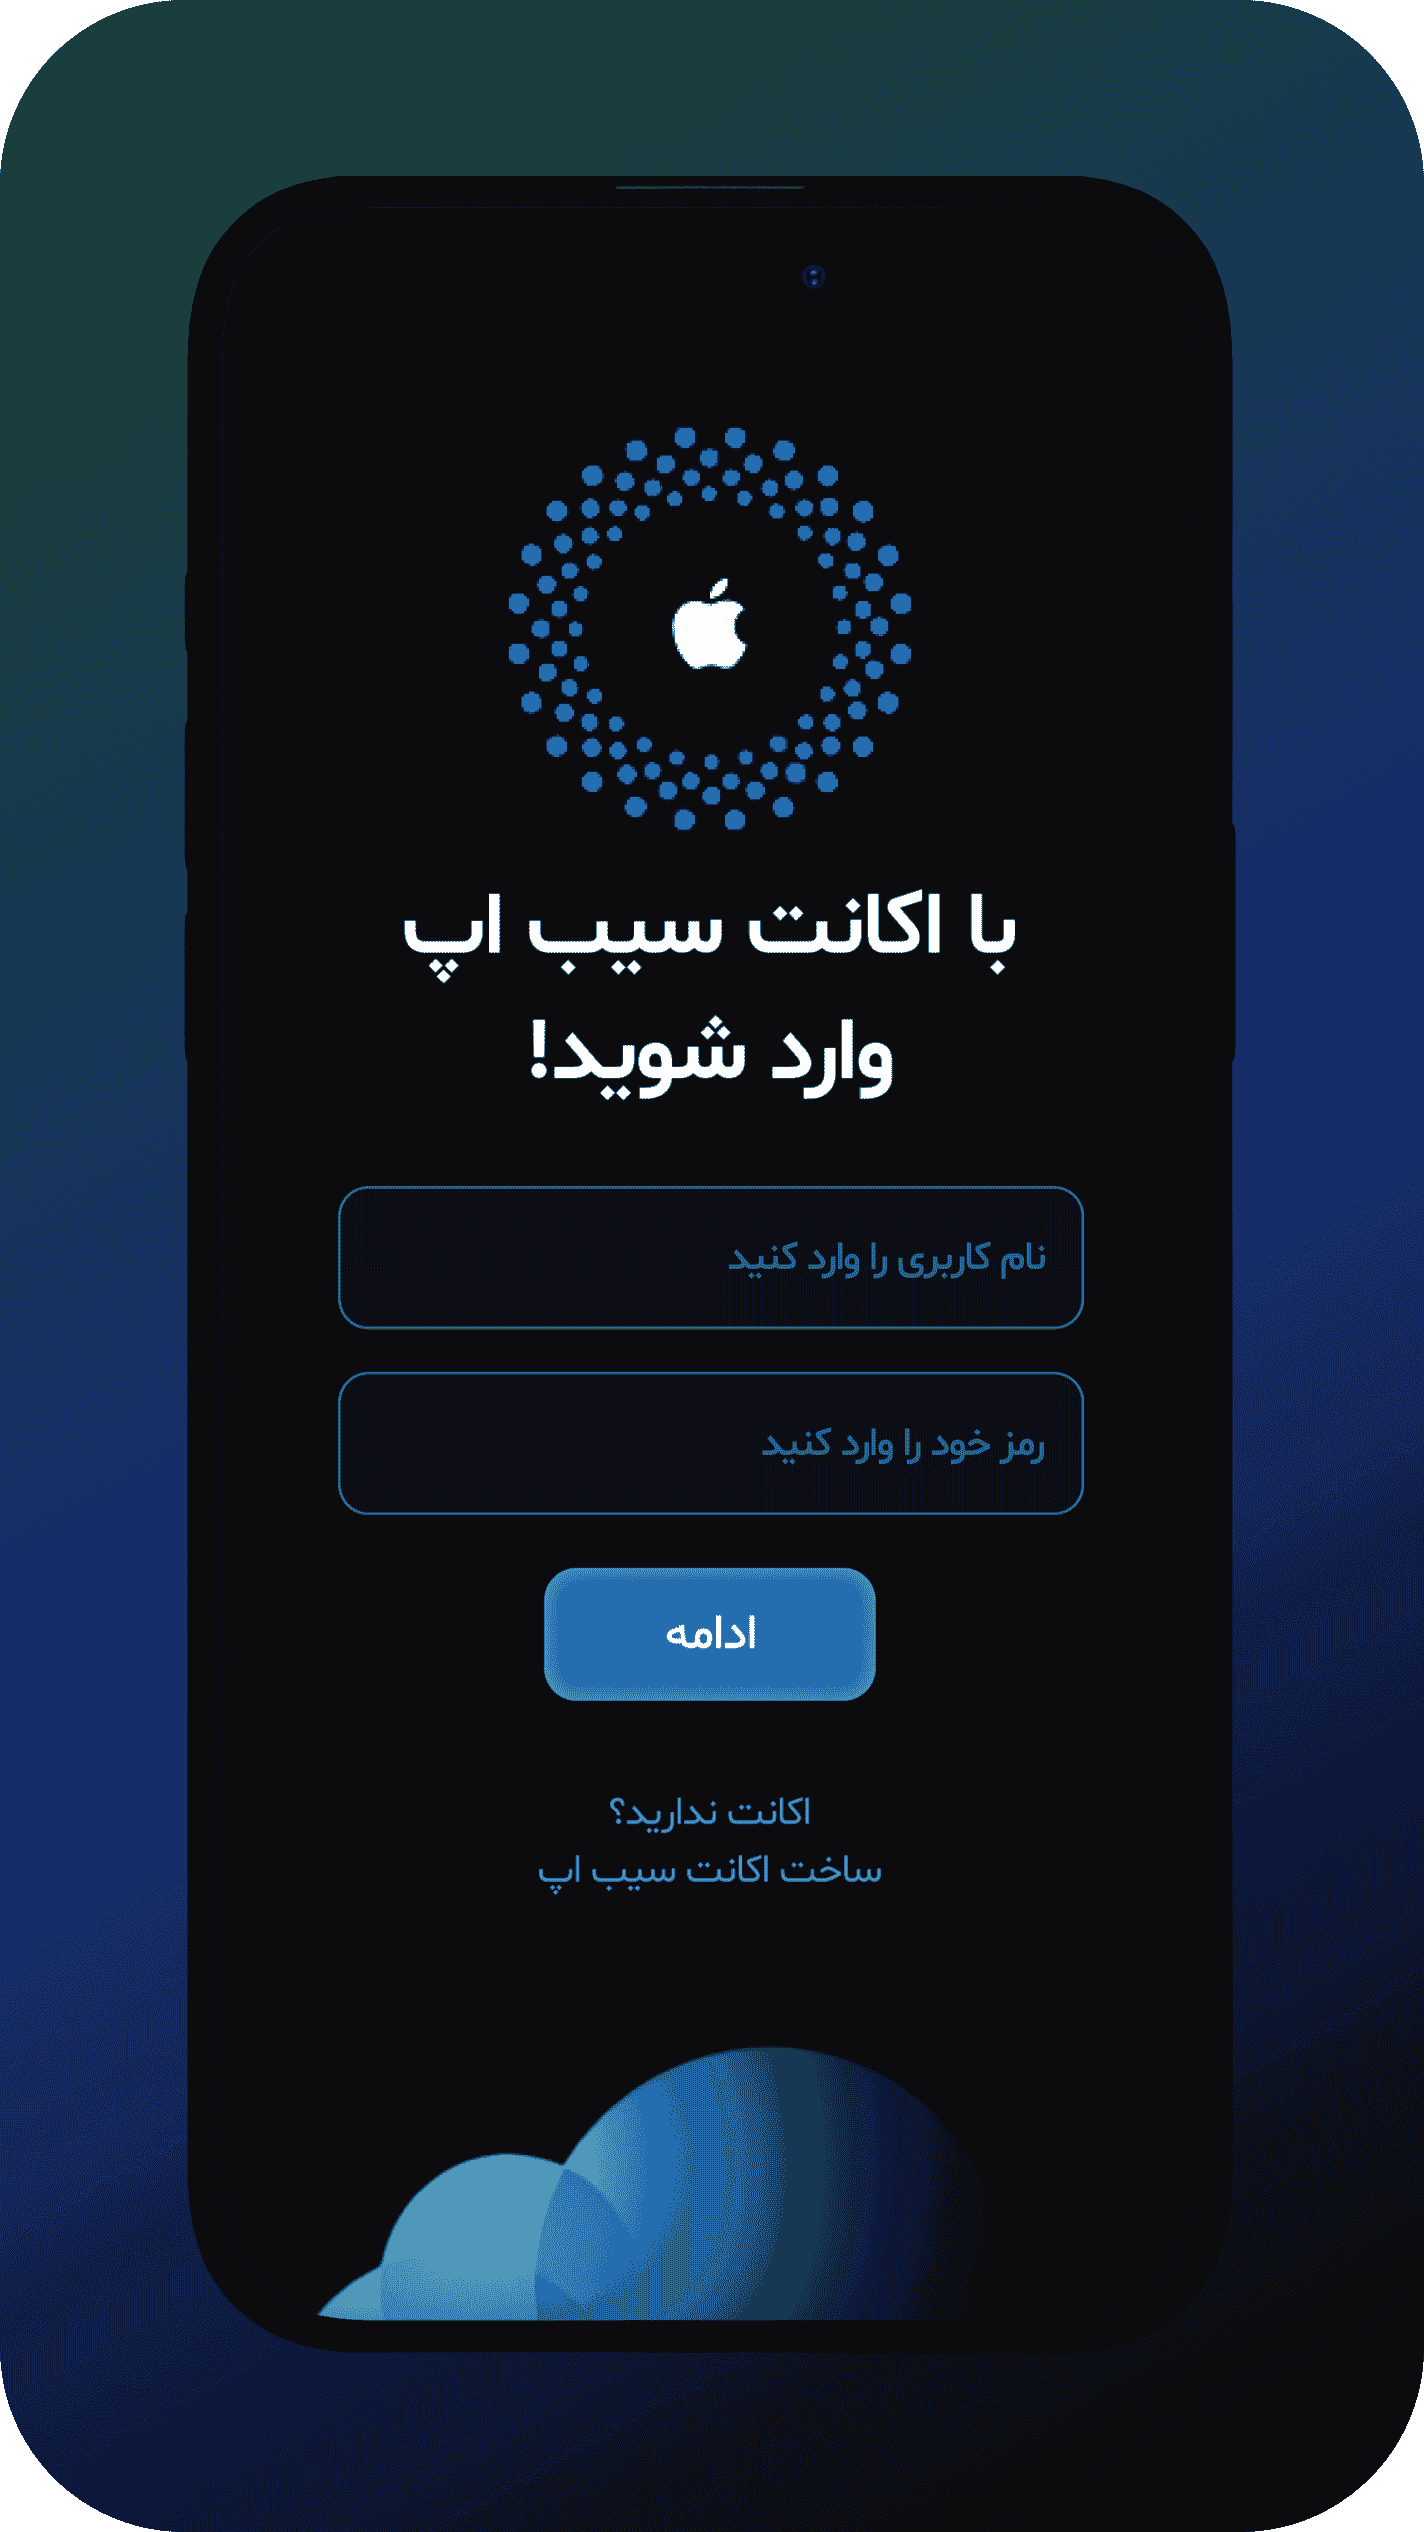 با اکانت سیب اپ
وارد شوید!
نام کاربری را وارد کنید
رمز خود را وارد کنید
ادامه
اکانت ندارید؟
ساخت اکانت سیب اپ